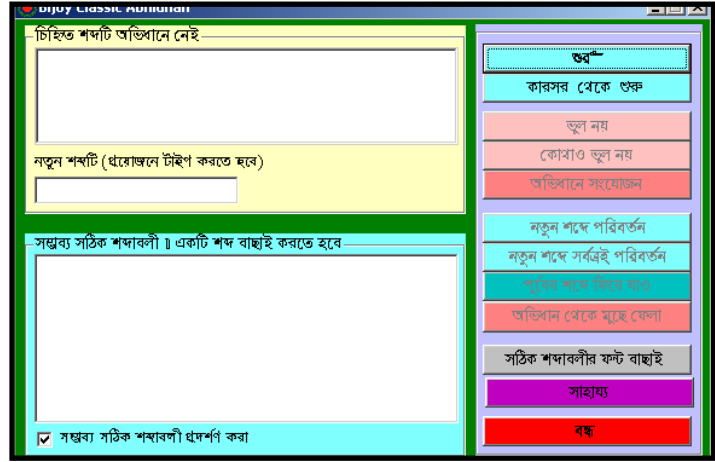 Bijoy Classic Abhidhan
চিহ্নিত শব্দটি অভিধানে নেই
নতুন শব্দটি (প্রয়োজনে টাইপ করতে হবে)
সম্ভাব্য সঠিক শব্দাবলী ৷৷ একটি শব্দ বাছাই করতে হবে
সম্ভাব্য সঠিক শব্দাবলী প্রদর্শণ করা
শুরু
কারসর থেকে শুরু
ভুল নয়
কোথাও ভুল নয়
অভিধানে সংযোজন
নতুন শব্দে পরিবর্তন
নতুন শব্দে সর্বত্রই পরিবর্তন
পূর্বের শব্দে ফিরে যাও
অভিধান থেকে মুছে ফেলা
সঠিক শব্দাবলীর ফন্ট বাছাই
সাহায্য
বন্ধ